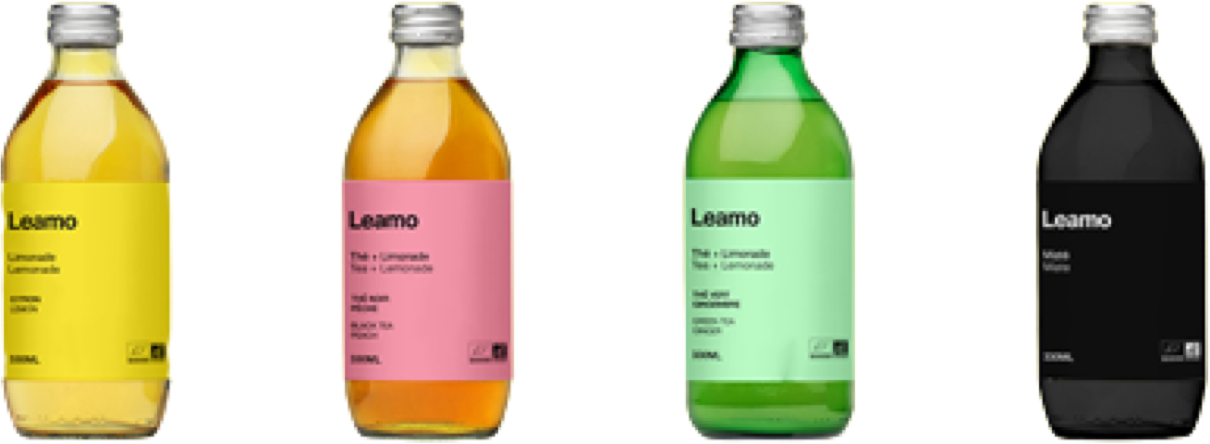 Leamo
Limonade
Lemonade
CITRON
LEMON
330ML
Leamo
Thé + Limonade
Tea + Lemonade
THÉ NOIR
PÊCHE
BLACK TEA
PEACH
330ML
Leamo
Thé + Limonade
Tea + Lemonade
THÉ VERT
GINGEMBRE
GREEN TEA
GINGER
330ML
Leamo
Maté
Mate
330ML